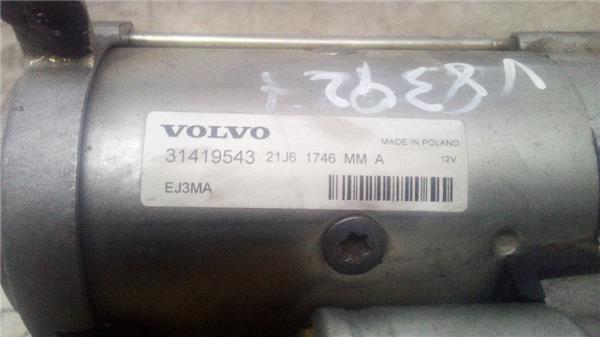 VOLVO
MADE IN POLAND
31419543 21J6 1746 MM A 12V
EJ3MA